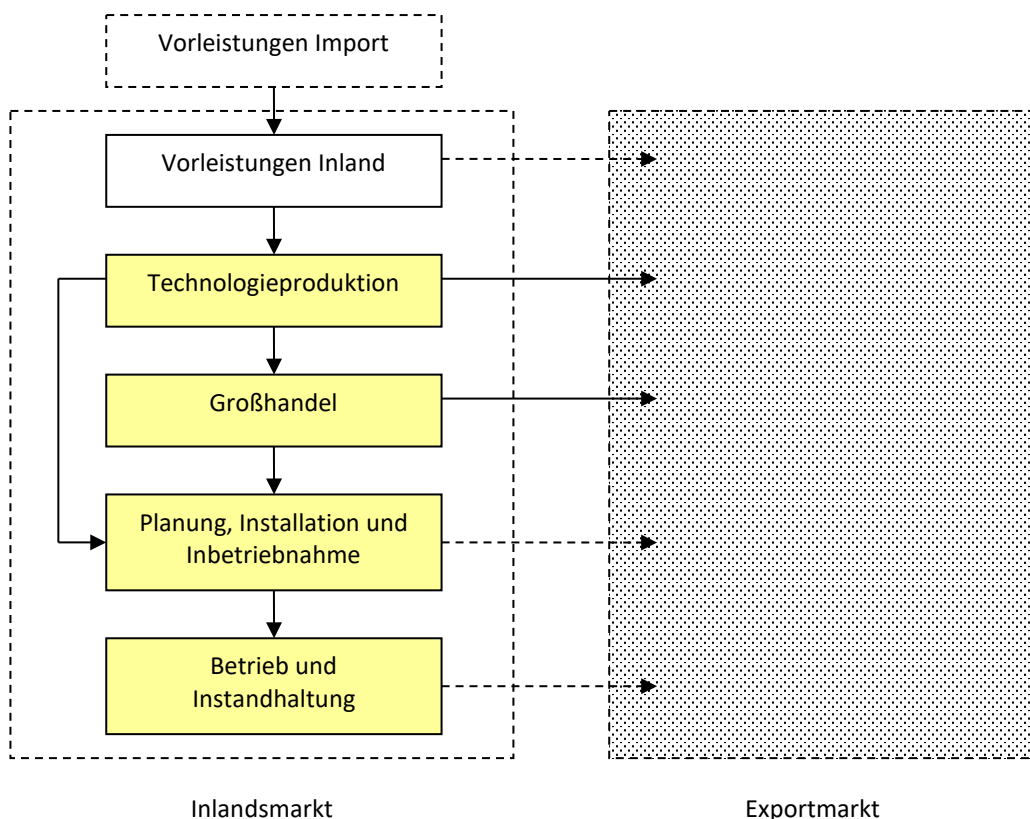 Vorleistungen Import
Vorleistungen Inland
Technologieproduktion
Großhandel
Planung, Installation und
Inbetriebnahme
Betrieb und
Instandhaltung
Inlandsmarkt
Exportmarkt